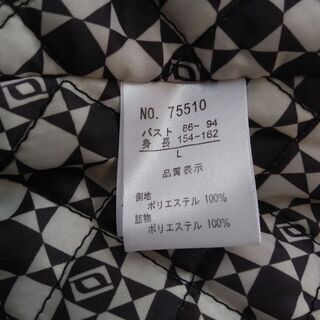 NO. 75510
バスト 86- 94
身 長 154-162
L
品質表示
側地
ポリエステル 100%
詰物
ポリエステル 100%